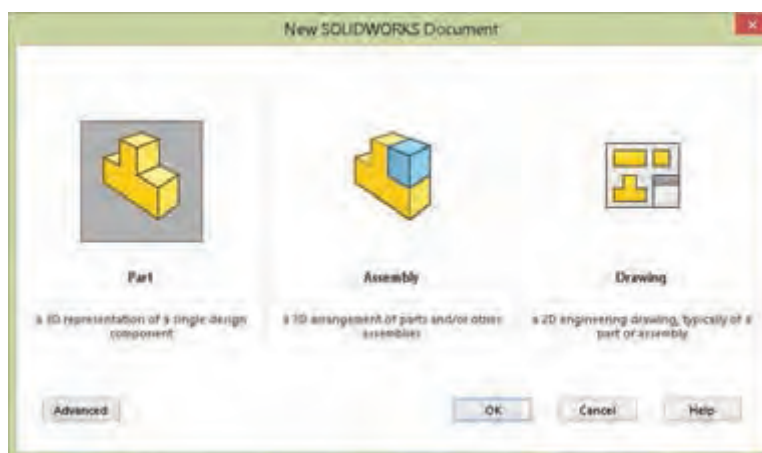 New SOLIDWORKS Document
Part
Assembly
Drawing
a 3D representation of a single design
component
a 3D arrangement of parts and/or other
assemblies
a 2D engineering drawing, typically of a
part or assembly
Advanced
OK
Cancel
Help